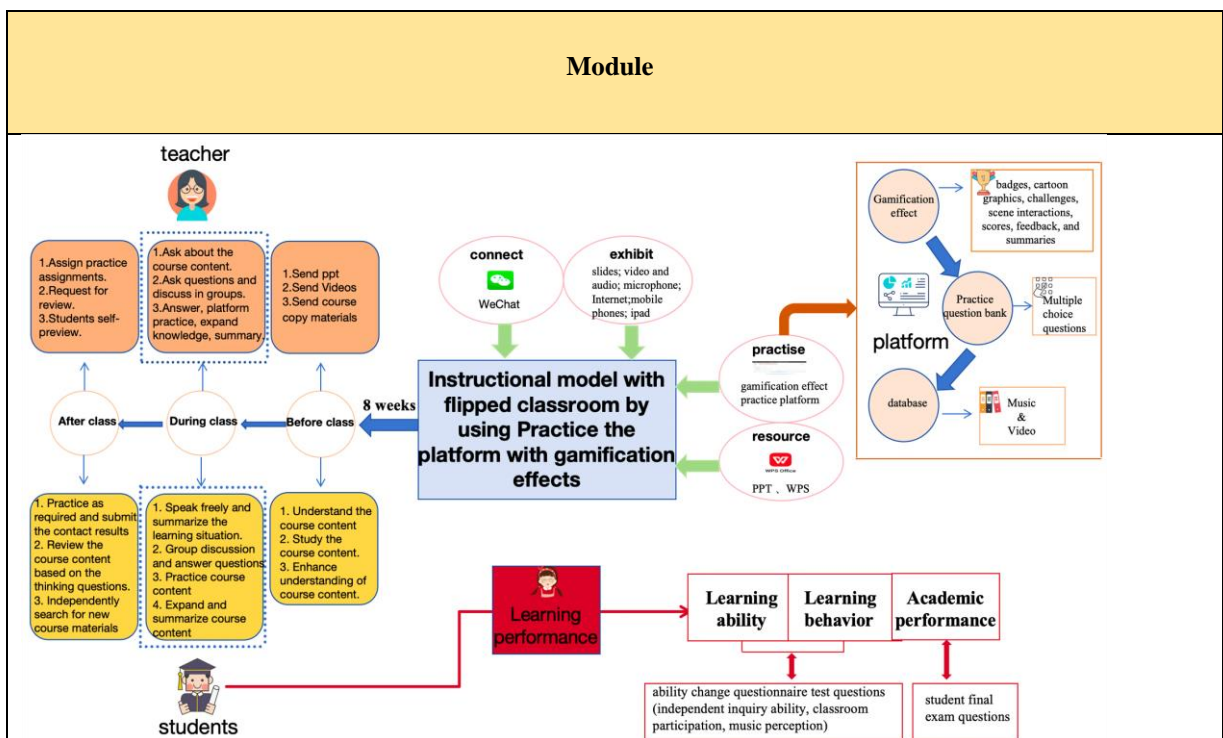 Module
teacher
1.Assign practice
assignments.
2.Request for
review.
3.Students self-
preview.
1.Ask about the
course content.
2.Ask questions and
discuss in groups.
3.Answer, platform
practice, expand
knowledge, summary.
1.Send ppt
2.Send Videos
3.Send course
copy materials
After class
During class
Before class
8 weeks
1. Practice as
required and submit
the contact results
2. Review the
course content
based on the
thinking questions.
3. Independently
search for new
course materials
1. Speak freely and
summarize the
learning situation.
2. Group discussion
and answer questions
3. Practice course
content
4. Expand and
summarize course
content
1. Understand the
course content
2. Study the
course content.
3. Enhance
understanding of
course content.
students
connect
WeChat
exhibit
slides; video and
audio; microphone;
Internet;mobile
phones; ipad
Instructional model with
flipped classroom by
using Practice the
platform with gamification
effects
practise
gamification effect
practice platform
resource
WPS Office
PPT 、WPS
Gamification
effect
badges, cartoon
graphics, challenges,
scene interactions,
scores, feedback, and
summaries
platform
Practice
question bank
Multiple
choice
questions
database
Music
&
Video
Learning
performance
Learning
ability
Learning
behavior
Academic
performance
ability change questionnaire test questions
(independent inquiry ability, classroom
participation, music perception)
student final
exam questions